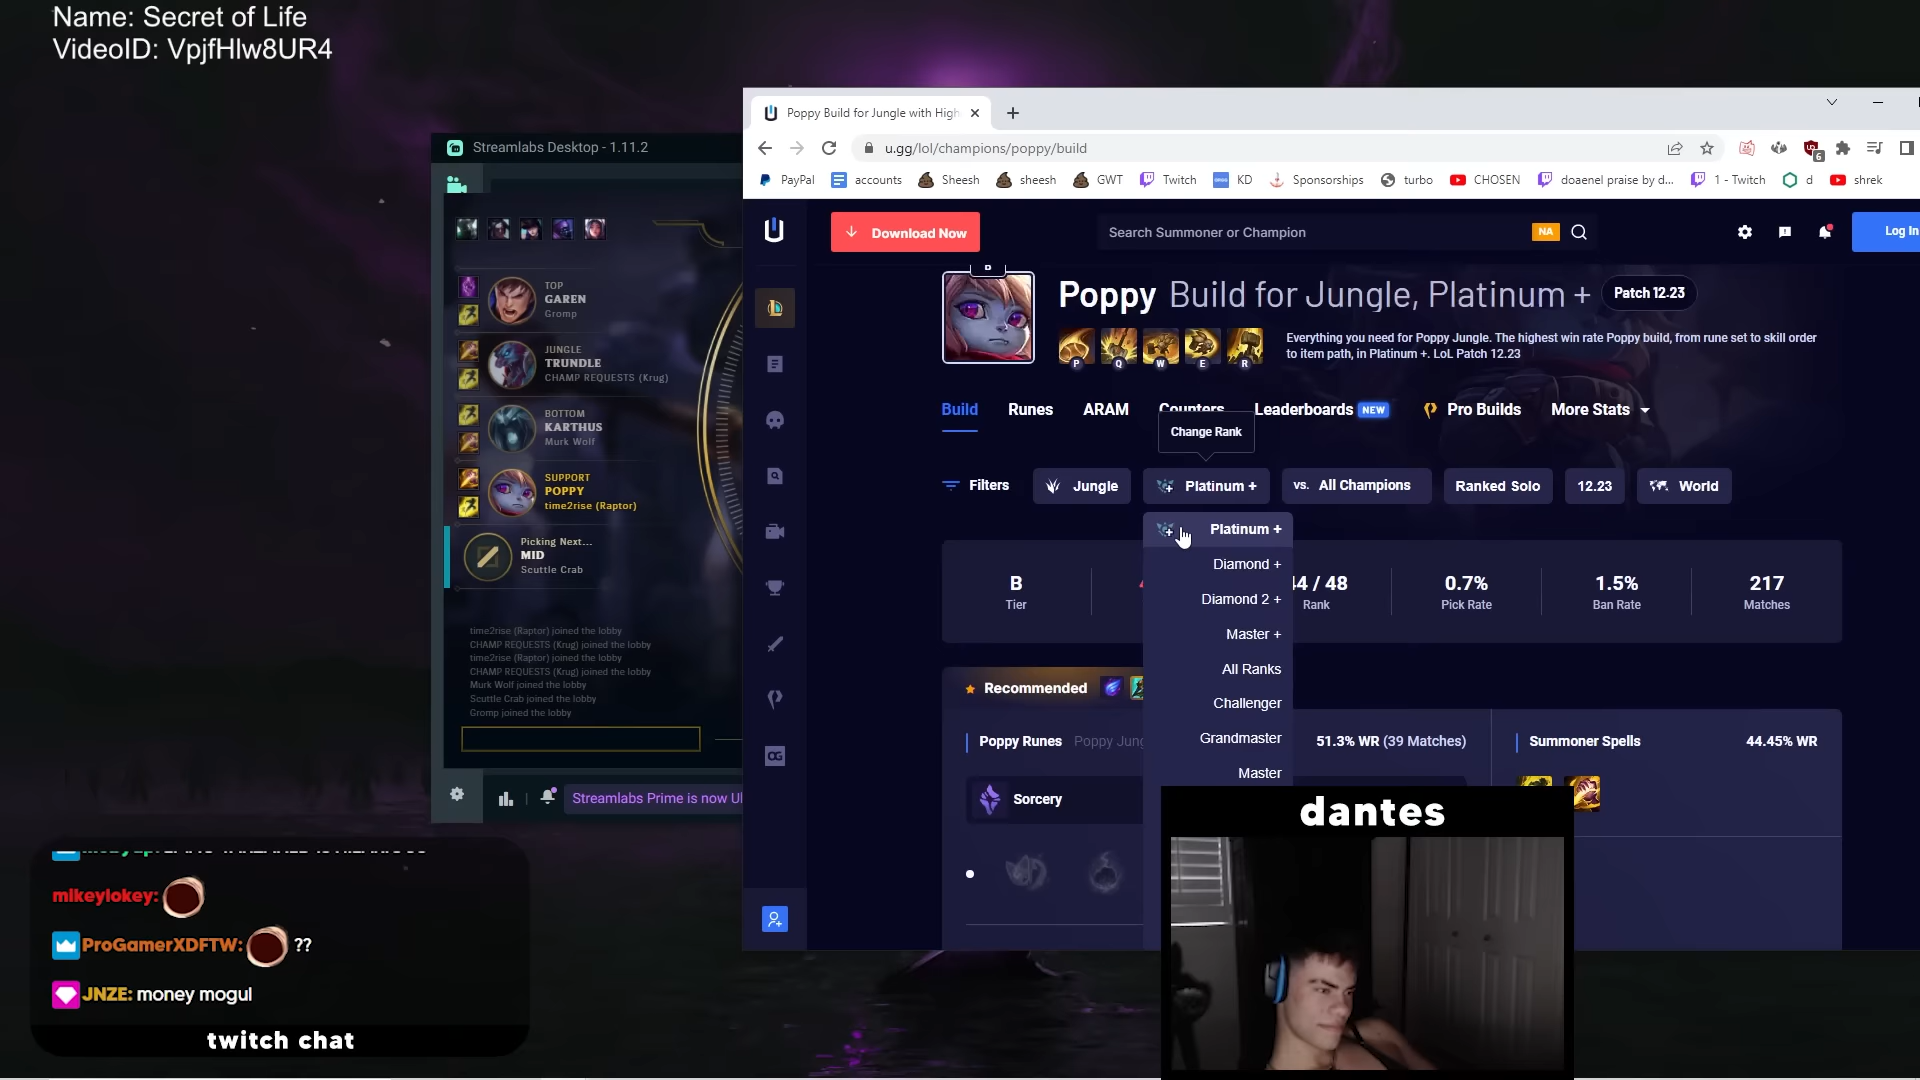 Name: Secret of Life
VideoID: VpjfHlw8UR4
Poppy Build for Jungle with High
Streamlabs Desktop - 1.11.2
u.gg/lol/champions/poppy/build
6
PayPal accounts Sheesh sheesh GWT Twitch KD Sponsorships turbo CHOSEN doaenel praise by d... 1 - Twitch d shrek
Download Now
Search Summoner or Champion
NA
Log In
B
Poppy Build for Jungle, Platinum +
Patch 12.23
P Q W E R
Everything you need for Poppy Jungle. The highest win rate Poppy build, from rune set to skill order
to item path, in Platinum +. LoL Patch 12.23
Build Runes ARAM Counters Leaderboards NEW Pro Builds More Stats
Change Rank
Filters Jungle Platinum + vs. All Champions Ranked Solo 12.23 World
Platinum +
Diamond +
Diamond 2 +
Master +
All Ranks
Challenger
Grandmaster
Master
B
Tier
44 / 48
Rank
0.7%
Pick Rate
1.5%
Ban Rate
217
Matches
Recommended
Poppy Runes Poppy Jung
51.3% WR (39 Matches)
Summoner Spells
44.45% WR
Sorcery
OG
TOP
GAREN
Gromp
JUNGLE
TRUNDLE
CHAMP REQUESTS (Krug)
BOTTOM
KARTHUS
Murk Wolf
SUPPORT
POPPY
time2rise (Raptor)
Picking Next...
MID
Scuttle Crab
time2rise (Raptor) joined the lobby
CHAMP REQUESTS (Krug) joined the lobby
time2rise (Raptor) joined the lobby
CHAMP REQUESTS (Krug) joined the lobby
Murk Wolf joined the lobby
Scuttle Crab joined the lobby
Gromp joined the lobby
Streamlabs Prime is now Ul
mikeylokey:
ProGamerXDFTW: ??
JNZE: money mogul
twitch chat
dantes